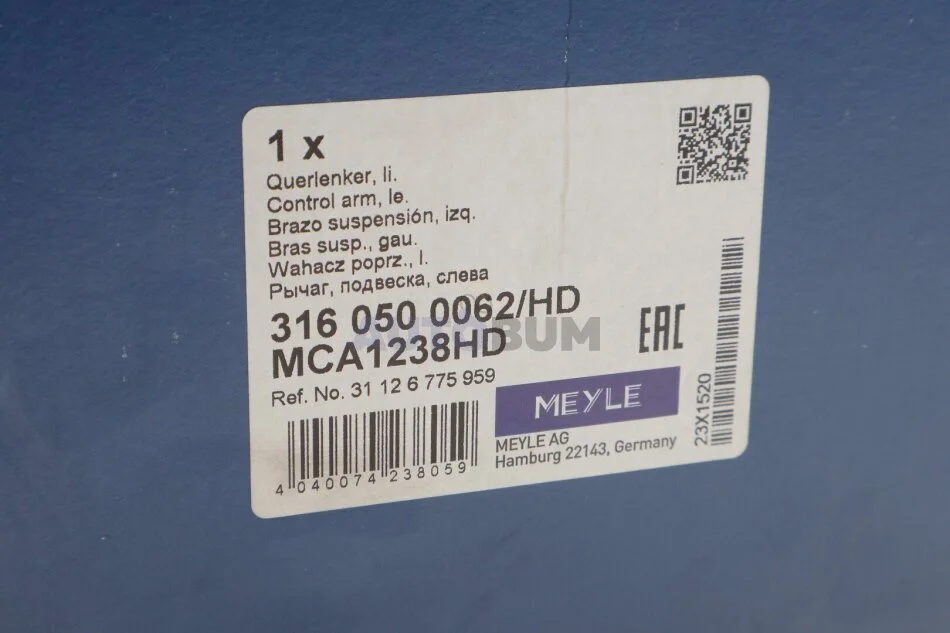 1 x
Querlenker, li.
Control arm, le.
Brazo suspensión, izq.
Bras susp., gau.
Wahacz poprz., l.
Рычаг, подвеска, слева
316 050 0062/HD
MCA1238HD
AUTOBUM
Ref. No. 31 12 6 775 959
4 040074 238059
EAC
MEYLE
MEYLE AG
Hamburg 22143, Germany
23X1520